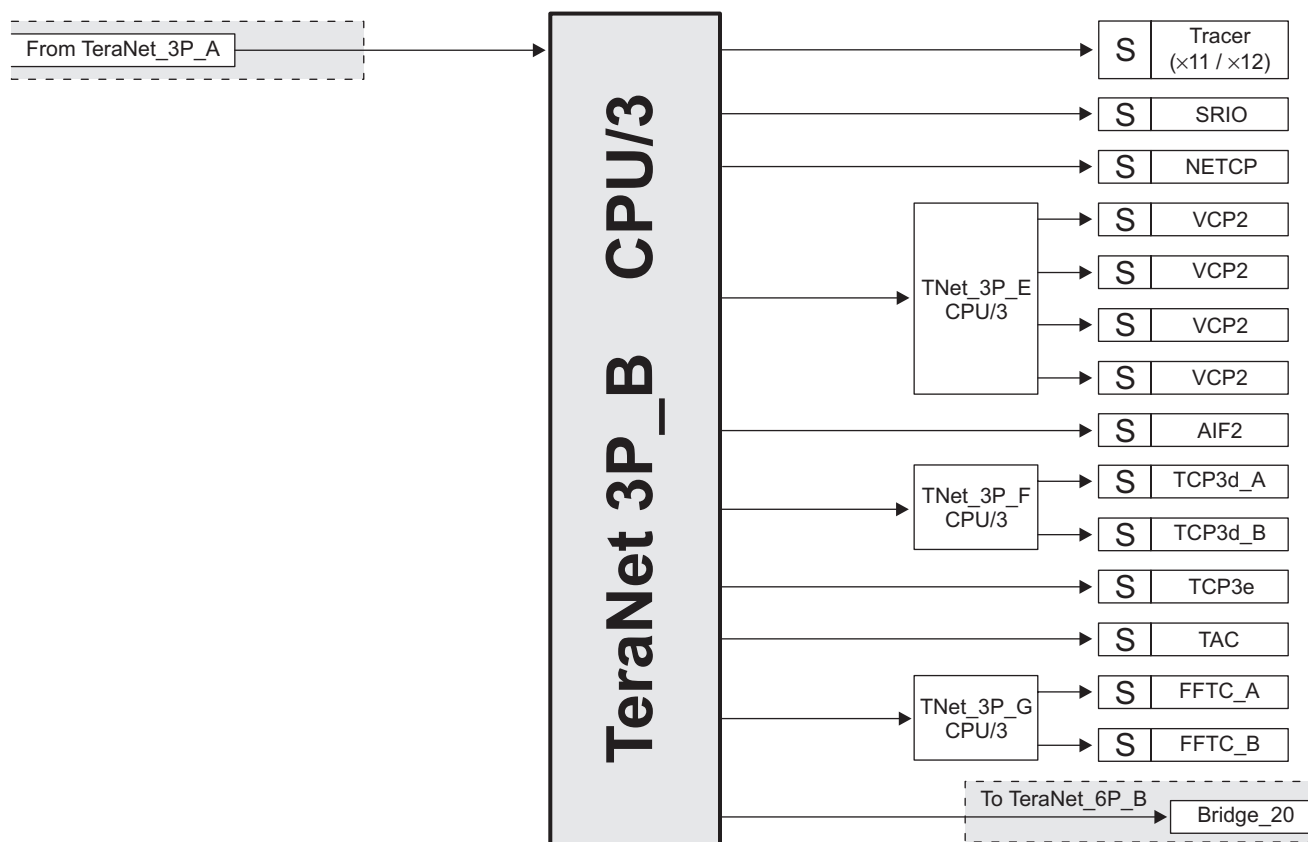 From TeraNet_3P_A
TeraNet 3P_B CPU/3
S
Tracer
(×11 / ×12)
S
SRIO
S
NETCP
TNet_3P_E
CPU/3
S
VCP2
S
VCP2
S
VCP2
S
VCP2
S
AIF2
TNet_3P_F
CPU/3
S
TCP3d_A
S
TCP3d_B
S
TCP3e
S
TAC
TNet_3P_G
CPU/3
S
FFTC_A
S
FFTC_B
To TeraNet_6P_B
Bridge_20